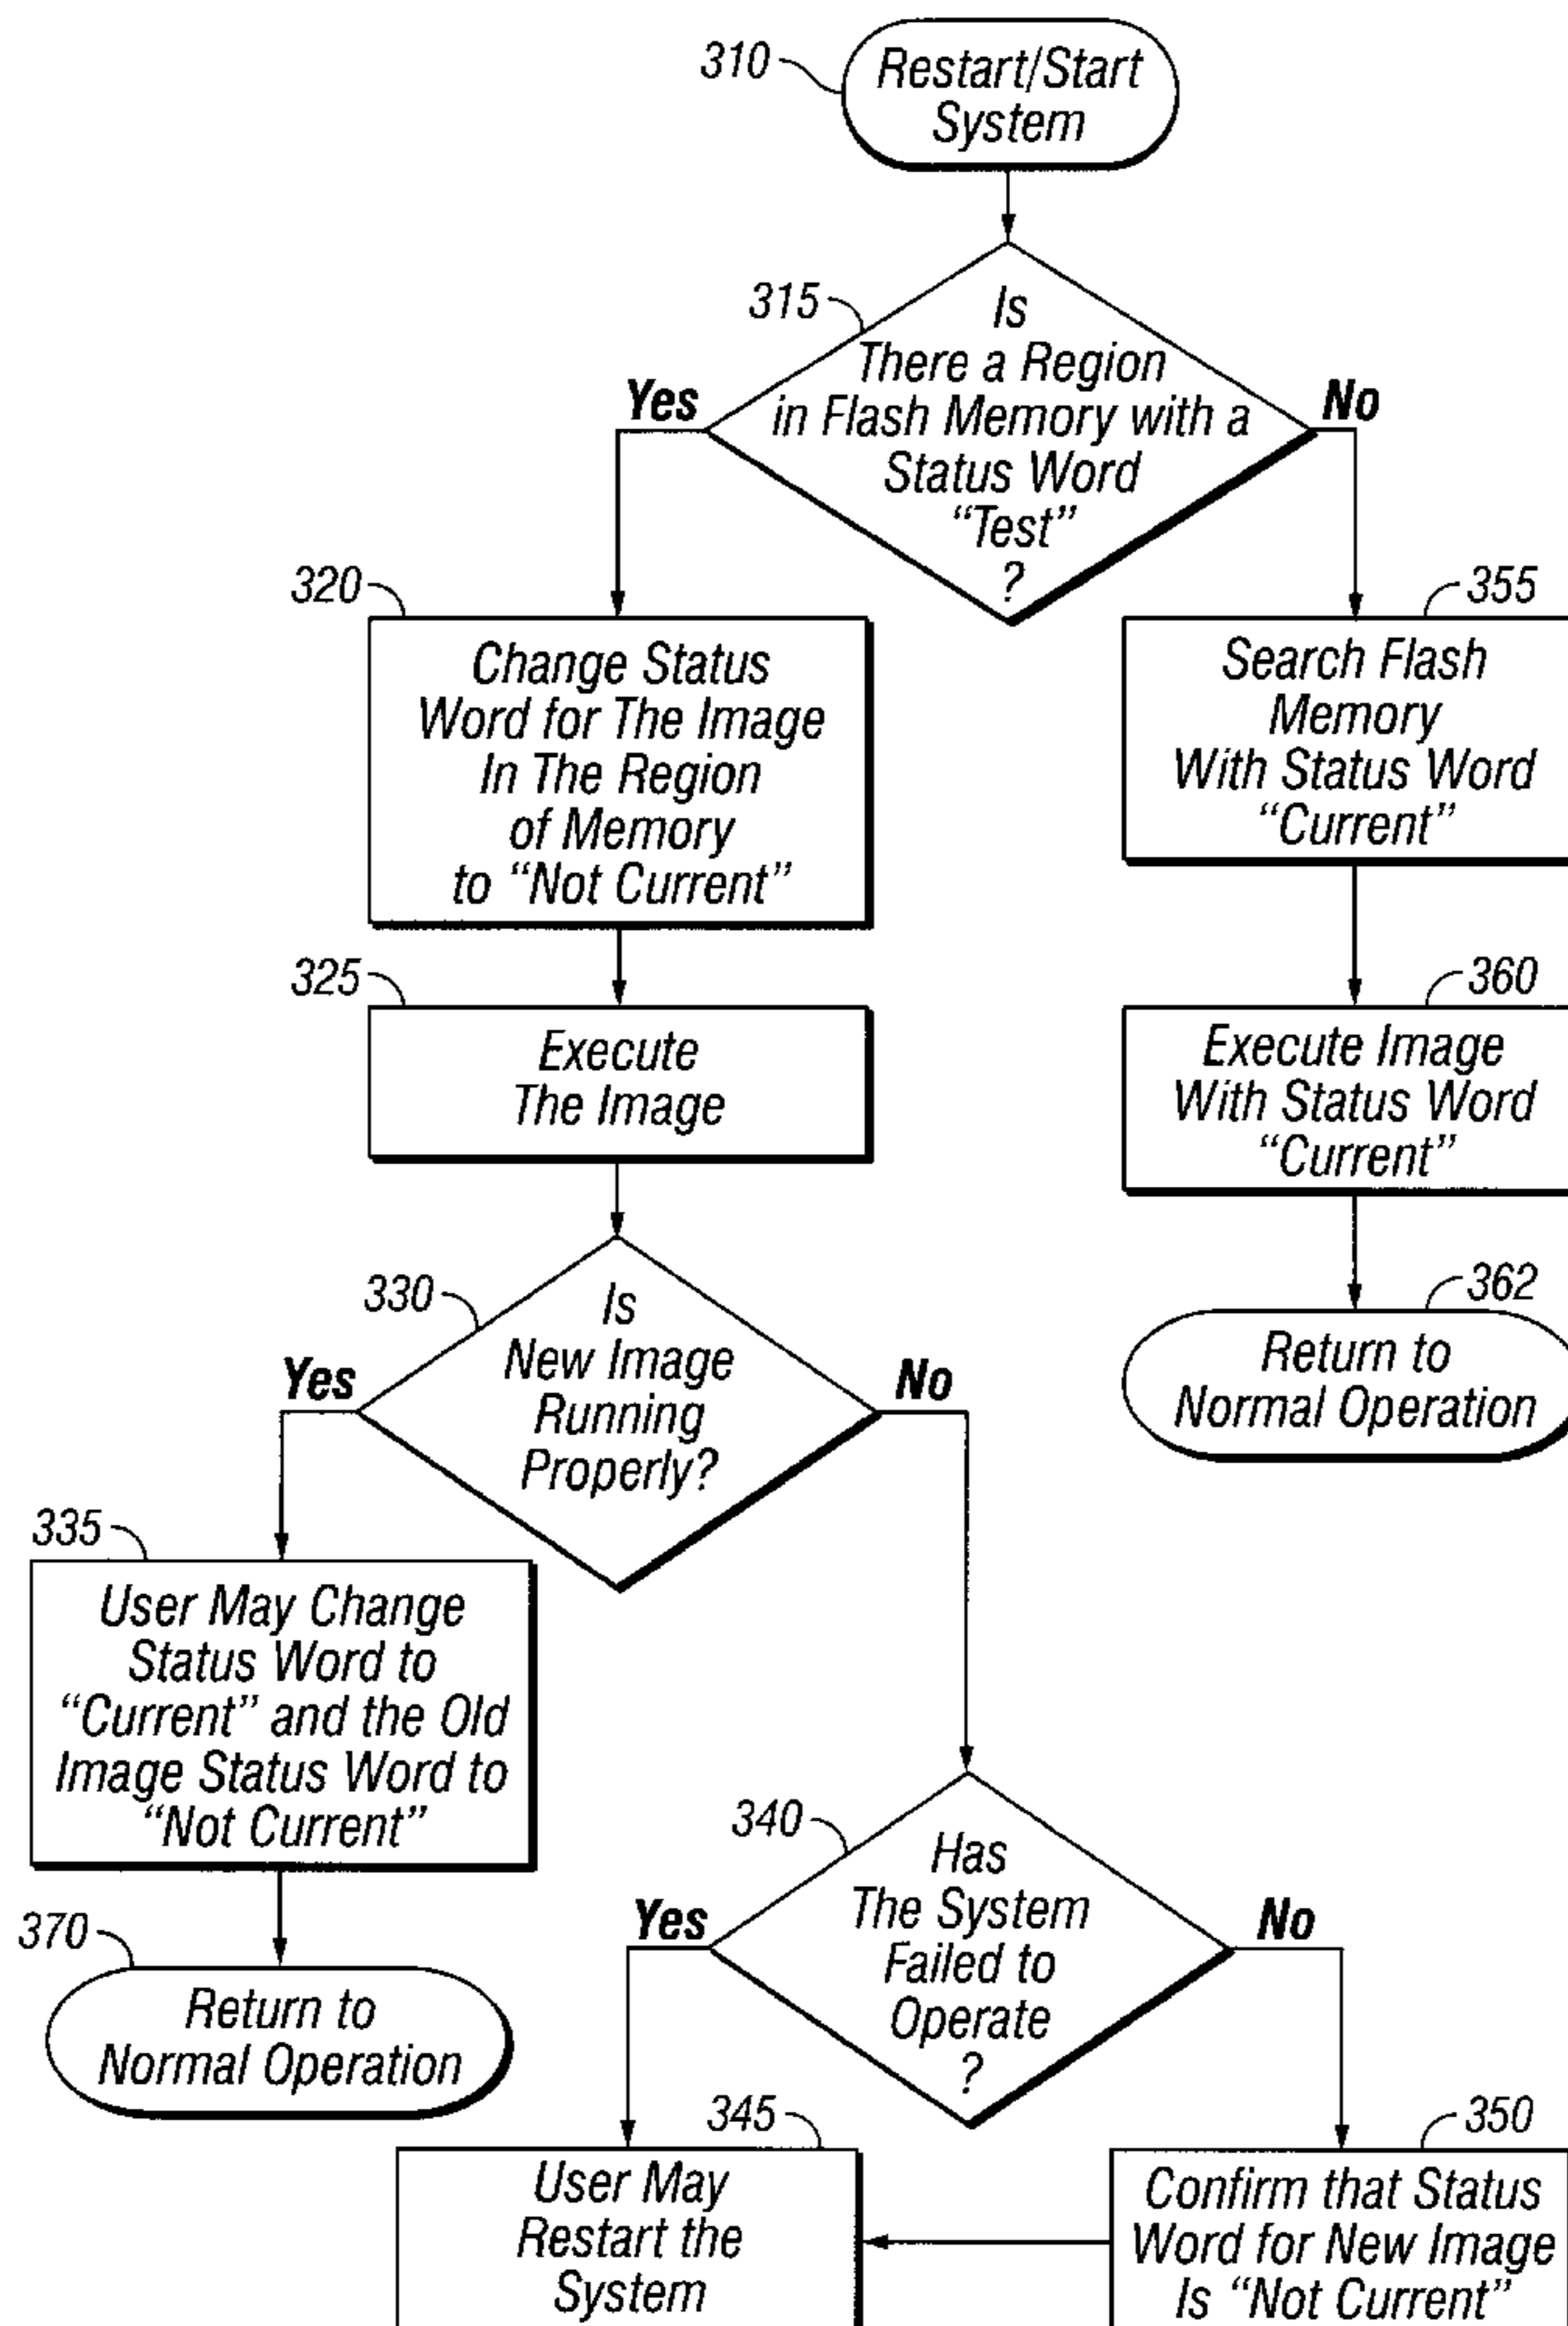 310
Restart/Start
System
315
Is
There a Region
in Flash Memory with a
Status Word
“Test”
?
Yes
No
320
Change Status
Word for The Image
In The Region
of Memory
to “Not Current”
355
Search Flash
Memory
With Status Word
“Current”
325
Execute
The Image
360
Execute Image
With Status Word
“Current”
330
Is
New Image
Running
Properly?
Yes
No
362
Return to
Normal Operation
335
User May Change
Status Word to
“Current” and the Old
Image Status Word to
“Not Current”
340
Has
The System
Failed to
Operate
?
Yes
No
370
Return to
Normal Operation
345
User May
Restart the
System
350
Confirm that Status
Word for New Image
Is “Not Current”